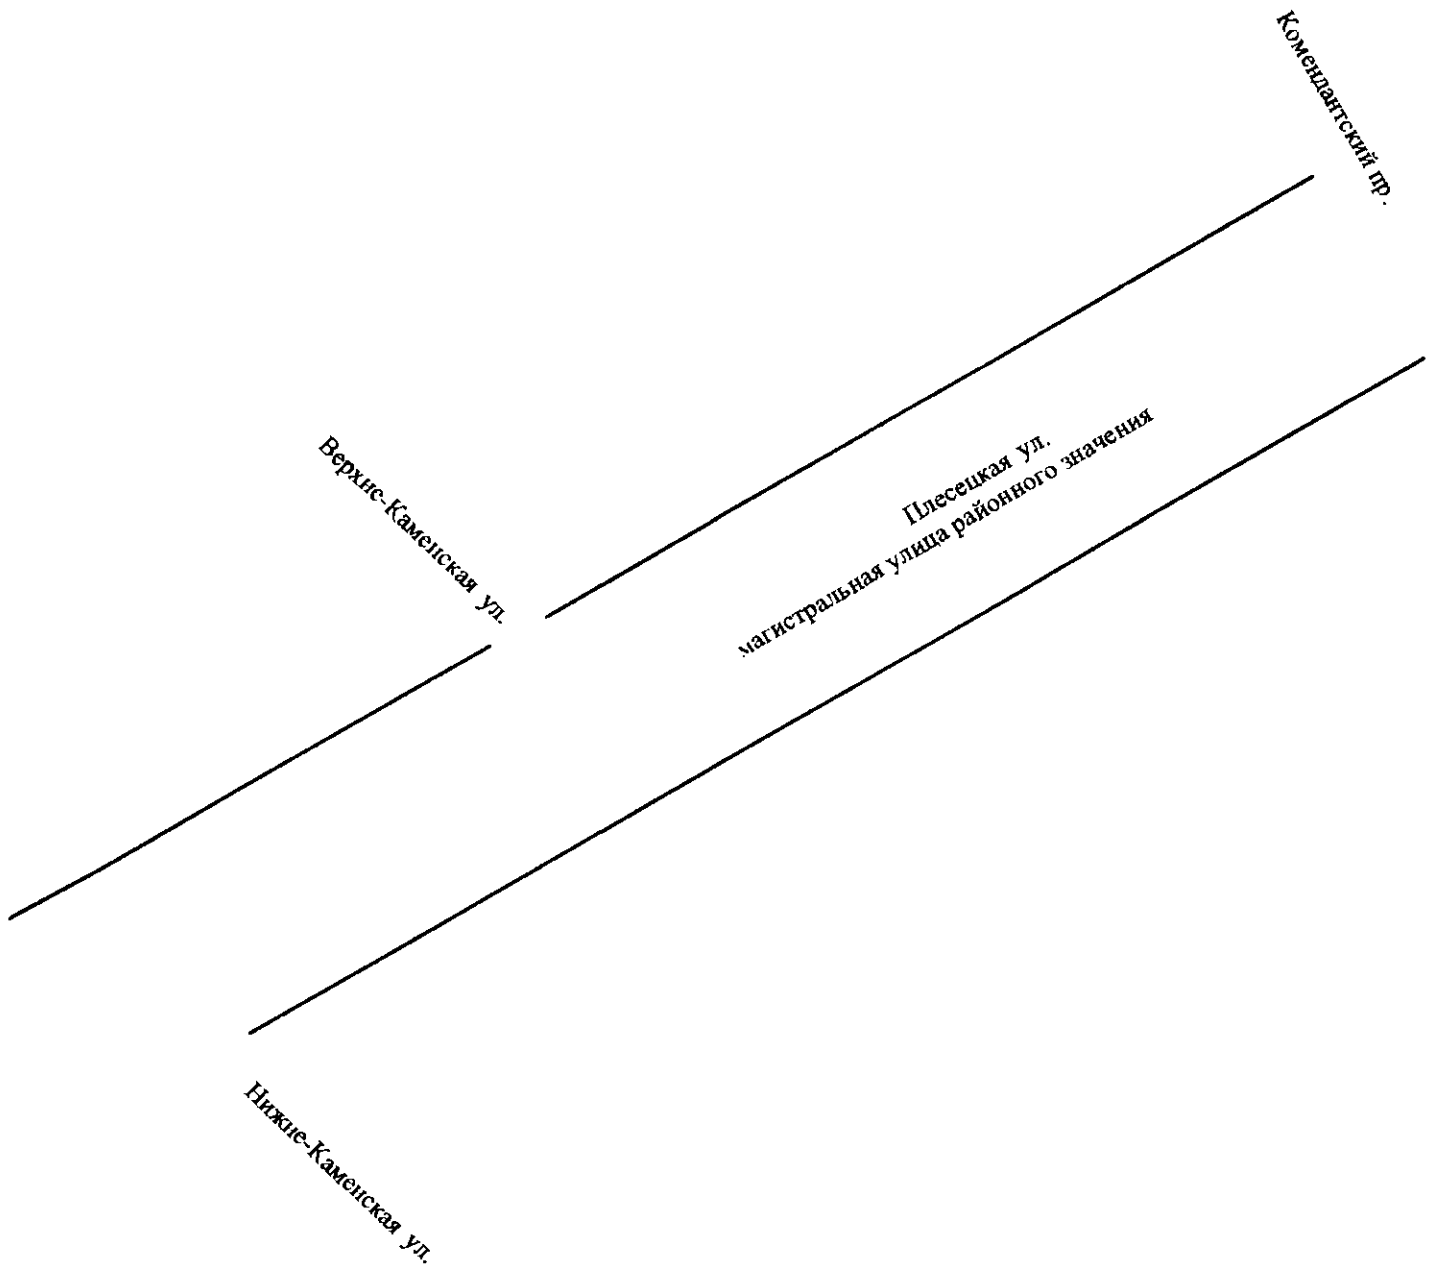 Комендантский пр.
Верхне-Каменская ул.
Плесецкая ул.
магистральная улица районного значения
Нижне-Каменская ул.